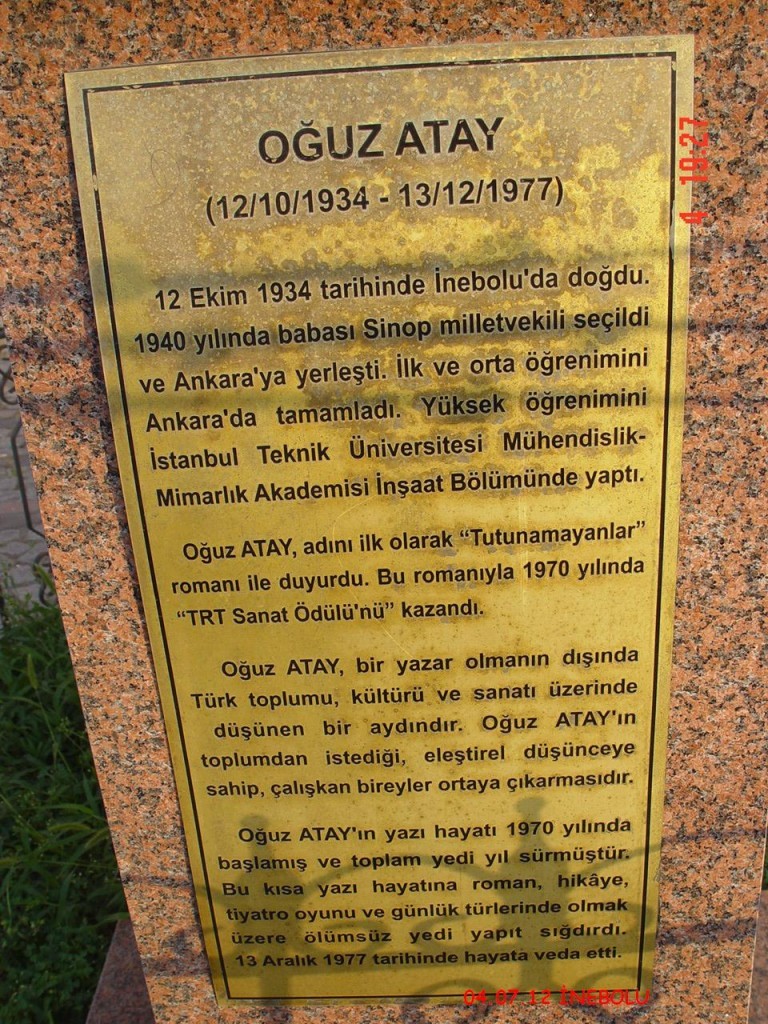 OĞUZ ATAY
(12/10/1934 - 13/12/1977)
12 Ekim 1934 tarihinde İnebolu'da doğdu.
1940 yılında babası Sinop milletvekili seçildi
ve Ankara'ya yerleşti. İlk ve orta öğrenimini
Ankara'da tamamladı. Yüksek öğrenimini
İstanbul Teknik Üniversitesi Mühendislik-
Mimarlık Akademisi İnşaat Bölümünde yaptı.
Oğuz ATAY, adını ilk olarak “Tutunamayanlar”
romanı ile duyurdu. Bu romanıyla 1970 yılında
“TRT Sanat Ödülü'nü” kazandı.
Oğuz ATAY, bir yazar olmanın dışında
Türk toplumu, kültürü ve sanatı üzerinde
düşünen bir aydındır. Oğuz ATAY'ın
toplumdan istediği, eleştirel düşünceye
sahip, çalışkan bireyler ortaya çıkarmasıdır.
Oğuz ATAY'ın yazı hayatı 1970 yılında
başlamış ve toplam yedi yıl sürmüştür.
Bu kısa yazı hayatına roman, hikâye,
tiyatro oyunu ve günlük türlerinde olmak
üzere ölümsüz yedi yapıt sığdırdı.
13 Aralık 1977 tarihinde hayata veda etti.
4 19:27
04 07 12 İNEBOLU